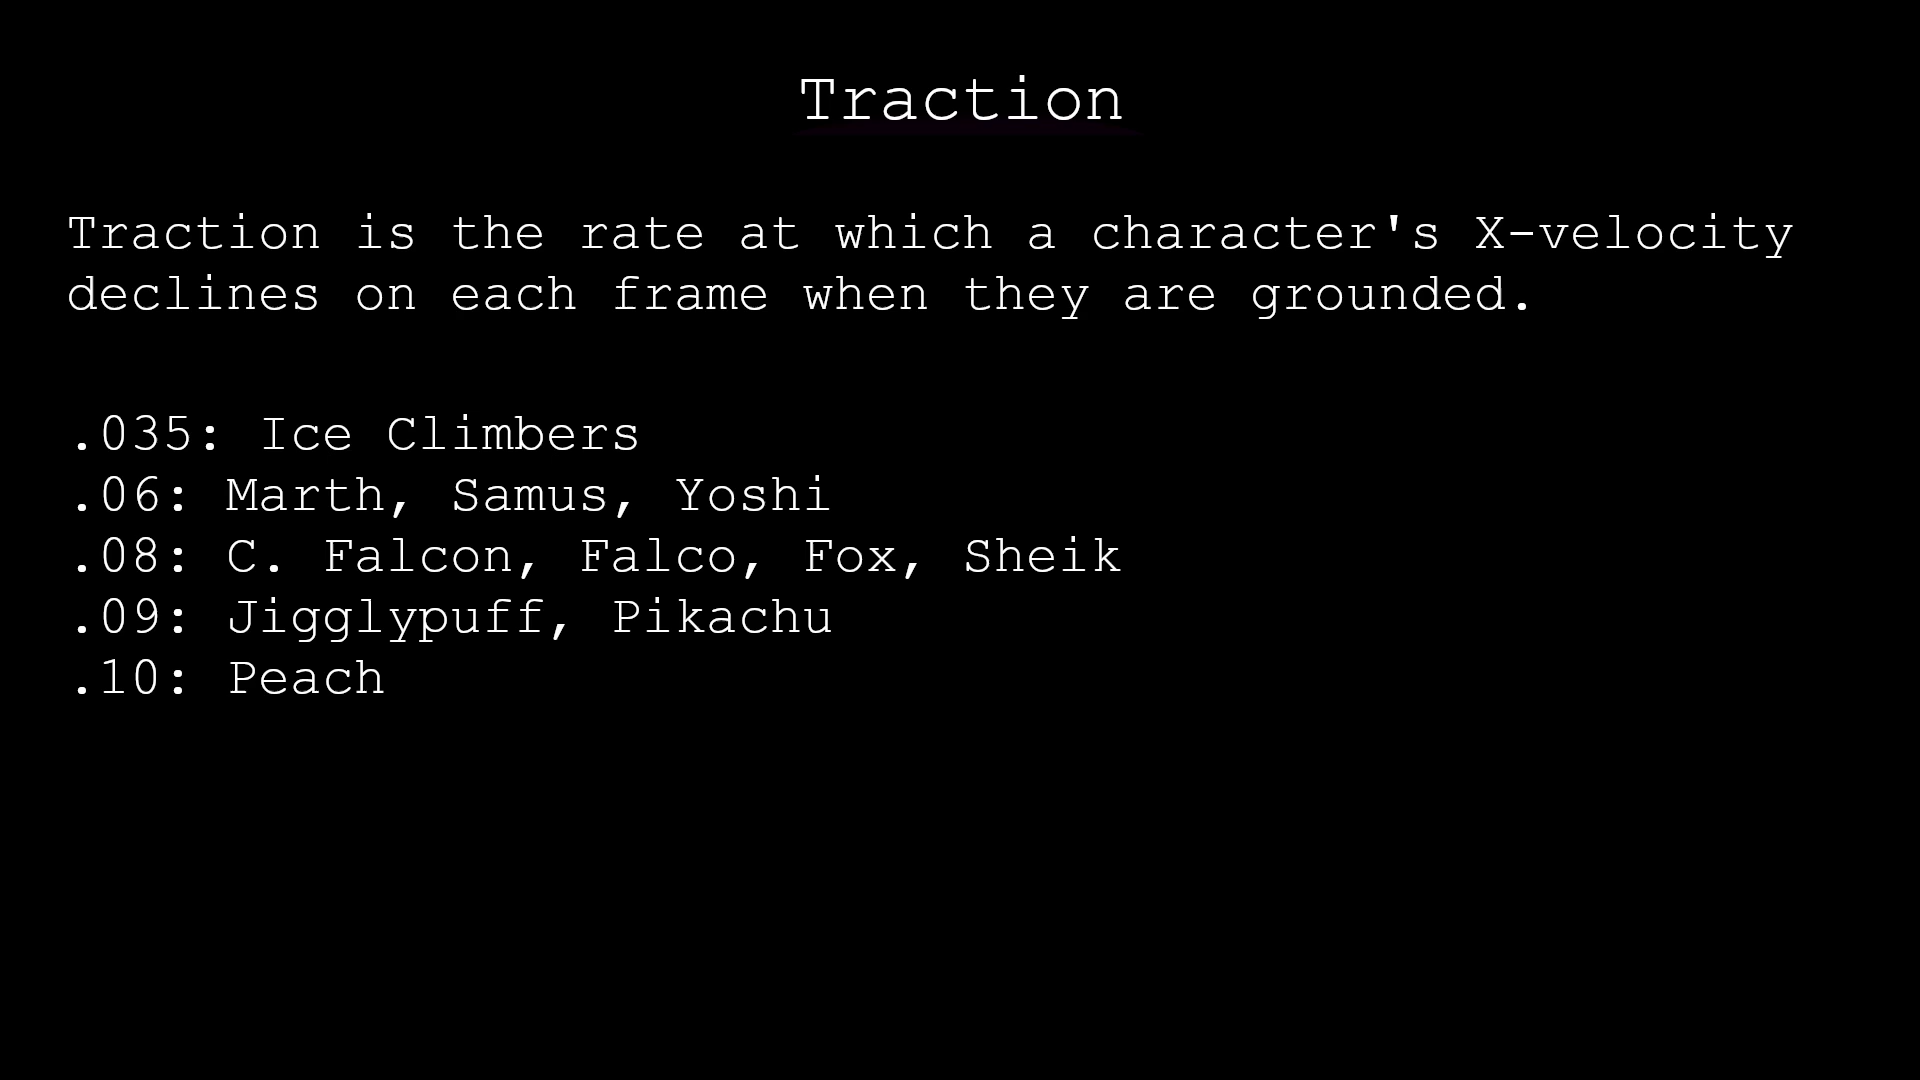 Traction
Traction is the rate at which a character's X-velocity
declines on each frame when they are grounded.
.035: Ice Climbers
.06: Marth, Samus, Yoshi
.08: C. Falcon, Falco, Fox, Sheik
.09: Jigglypuff, Pikachu
.10: Peach